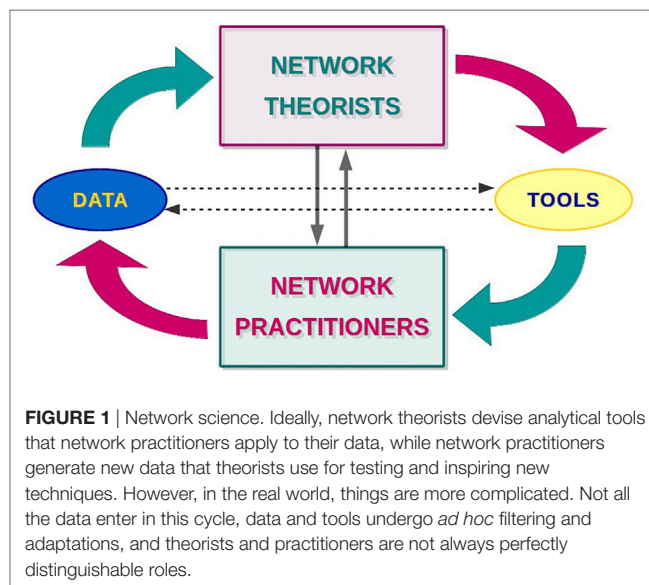 NETWORK
THEORISTS
DATA
TOOLS
NETWORK
PRACTITIONERS
FIGURE 1 | Network science. Ideally, network theorists devise analytical tools
that network practitioners apply to their data, while network practitioners
generate new data that theorists use for testing and inspiring new
techniques. However, in the real world, things are more complicated. Not all
the data enter in this cycle, data and tools undergo ad hoc filtering and
adaptations, and theorists and practitioners are not always perfectly
distinguishable roles.